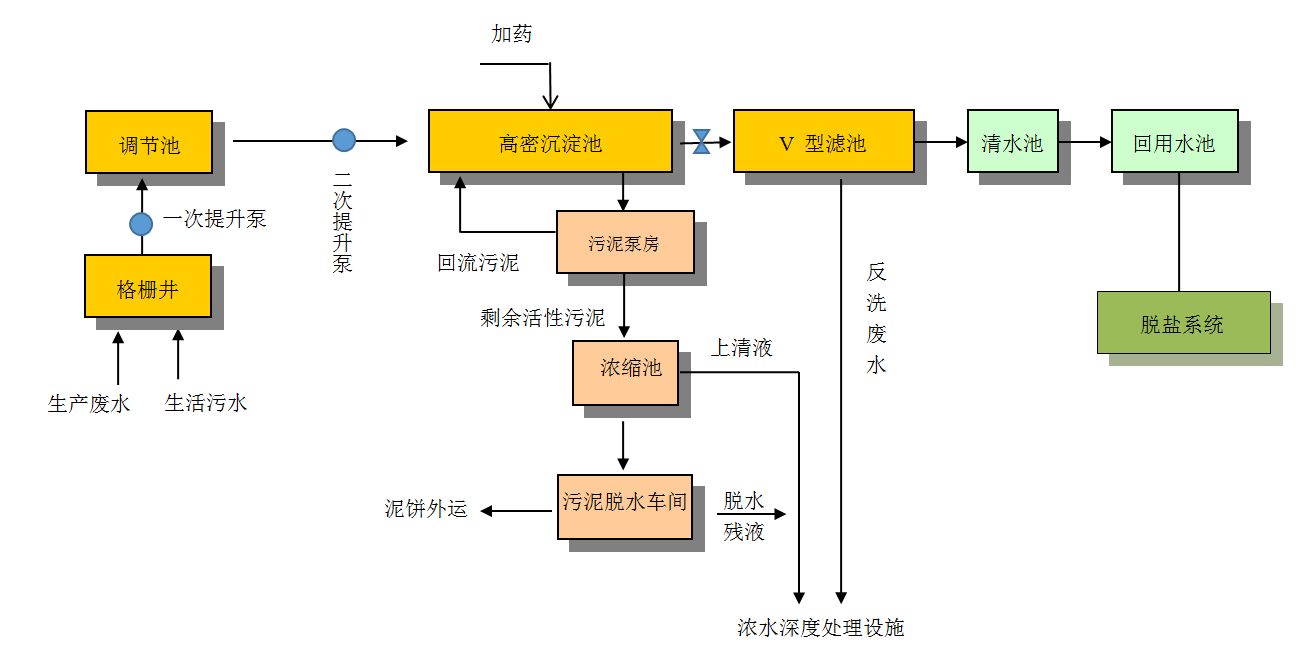 加药
调节池
高密沉淀池
V 型滤池
清水池
回用水池
一次提升泵
二次提升泵
污泥泵房
回流污泥
格栅井
反洗废水
剩余活性污泥
脱盐系统
上清液
浓缩池
生产废水
生活污水
污泥脱水车间
脱水
残液
泥饼外运
浓水深度处理设施